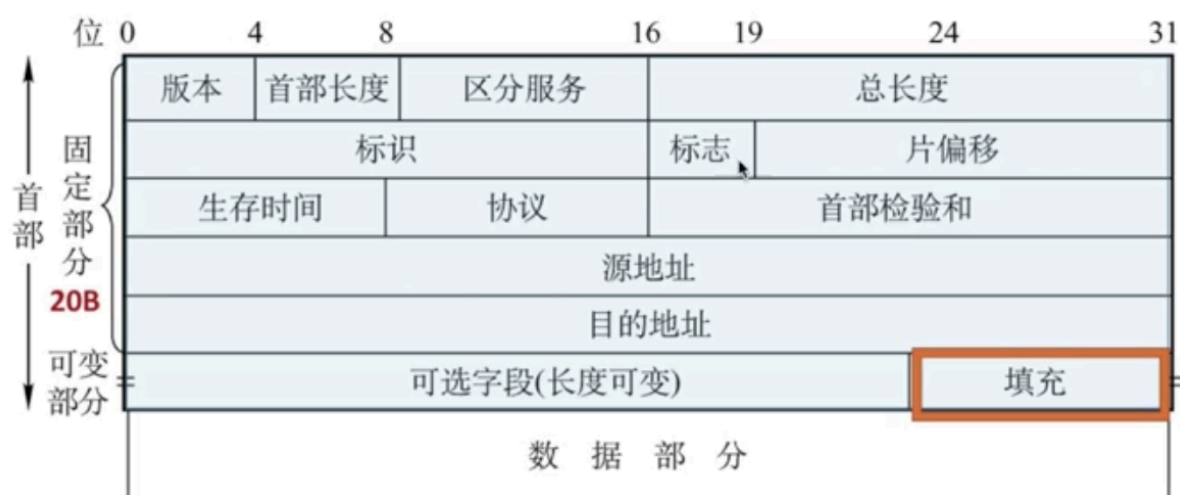 位 0 4 8 16 19 24 31
版本 首部长度 区分服务 总长度
标识 标志 片偏移
生存时间 协议 首部检验和
源地址
目的地址
可选字段(长度可变) 填充
数据部分
首部
固定部分
20B
可变
部分